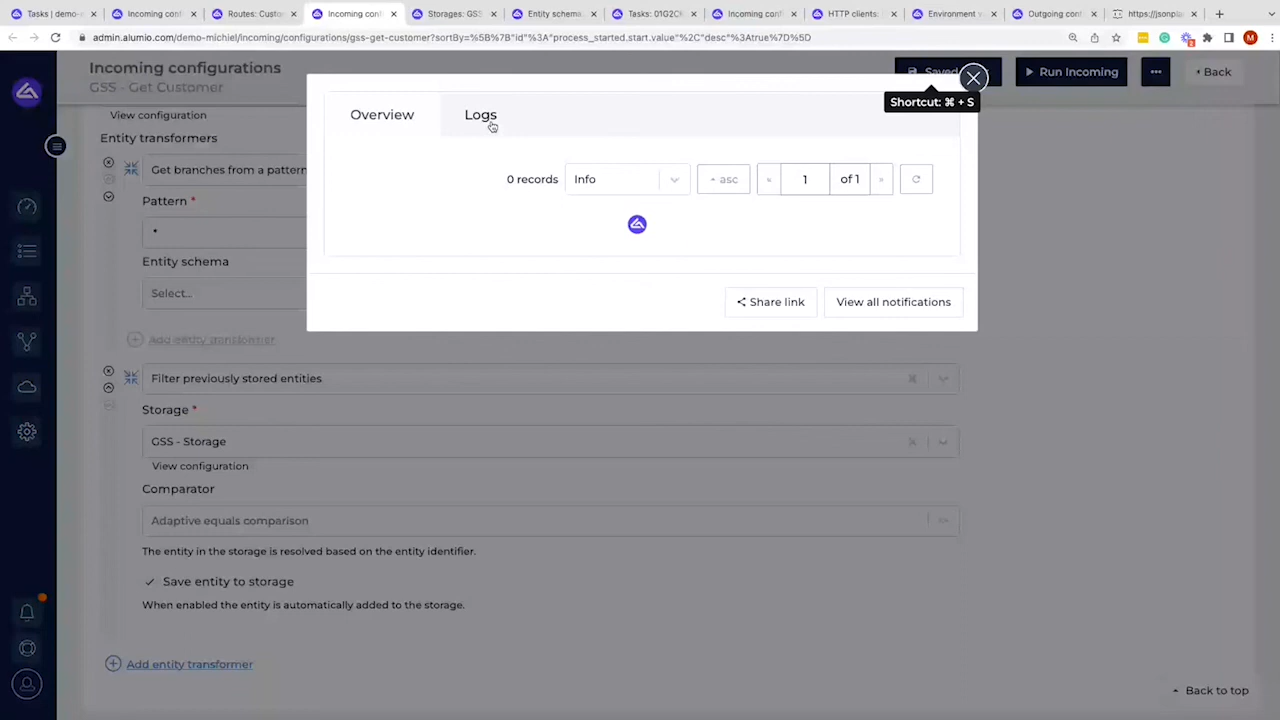 Tasks | demo-
Incoming conf
Routes: Custo
Incoming conf
Storages: GSS
Entity schema
Tasks: 01G2C
Incoming conf
HTTP clients:
Environment v
Outgoing conf
https://jsonpla
admin.alumio.com/demo-michiel/incoming/configurations/gss-get-customer?sortBy=%5B%7B"id"%3A"process_started.start.value"%2C"desc"%3Atrue%7D%5D
Incoming configurations
GSS - Get Customer
Saved
Run Incoming
Back
Shortcut: ⌘ + S
View configuration
Entity transformers
Get branches from a pattern
Pattern *
Entity schema
Select...
Add entity transformer
Overview
Logs
0 records
Info
asc
1
of 1
Share link
View all notifications
Filter previously stored entities
Storage *
GSS - Storage
View configuration
Comparator
Adaptive equals comparison
The entity in the storage is resolved based on the entity identifier.
Save entity to storage
When enabled the entity is automatically added to the storage.
Add entity transformer
Back to top